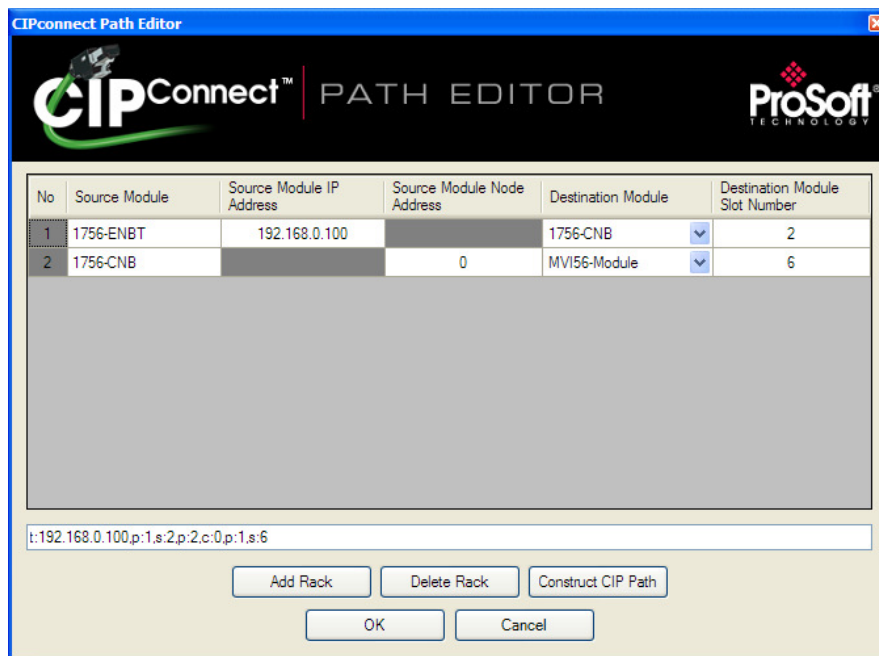 CIPconnect Path Editor
CIPConnect™ PATH EDITOR
ProSoft®
TECHNOLOGY
No Source Module Source Module IP Address Source Module Node Address Destination Module Destination Module Slot Number
1 1756-ENBT 192.168.0.100 1756-CNB 2
2 1756-CNB 0 MVI56-Module 6
t:192.168.0.100,p:1,s:2,p:2,c:0,p:1,s:6
Add Rack Delete Rack Construct CIP Path
OK Cancel